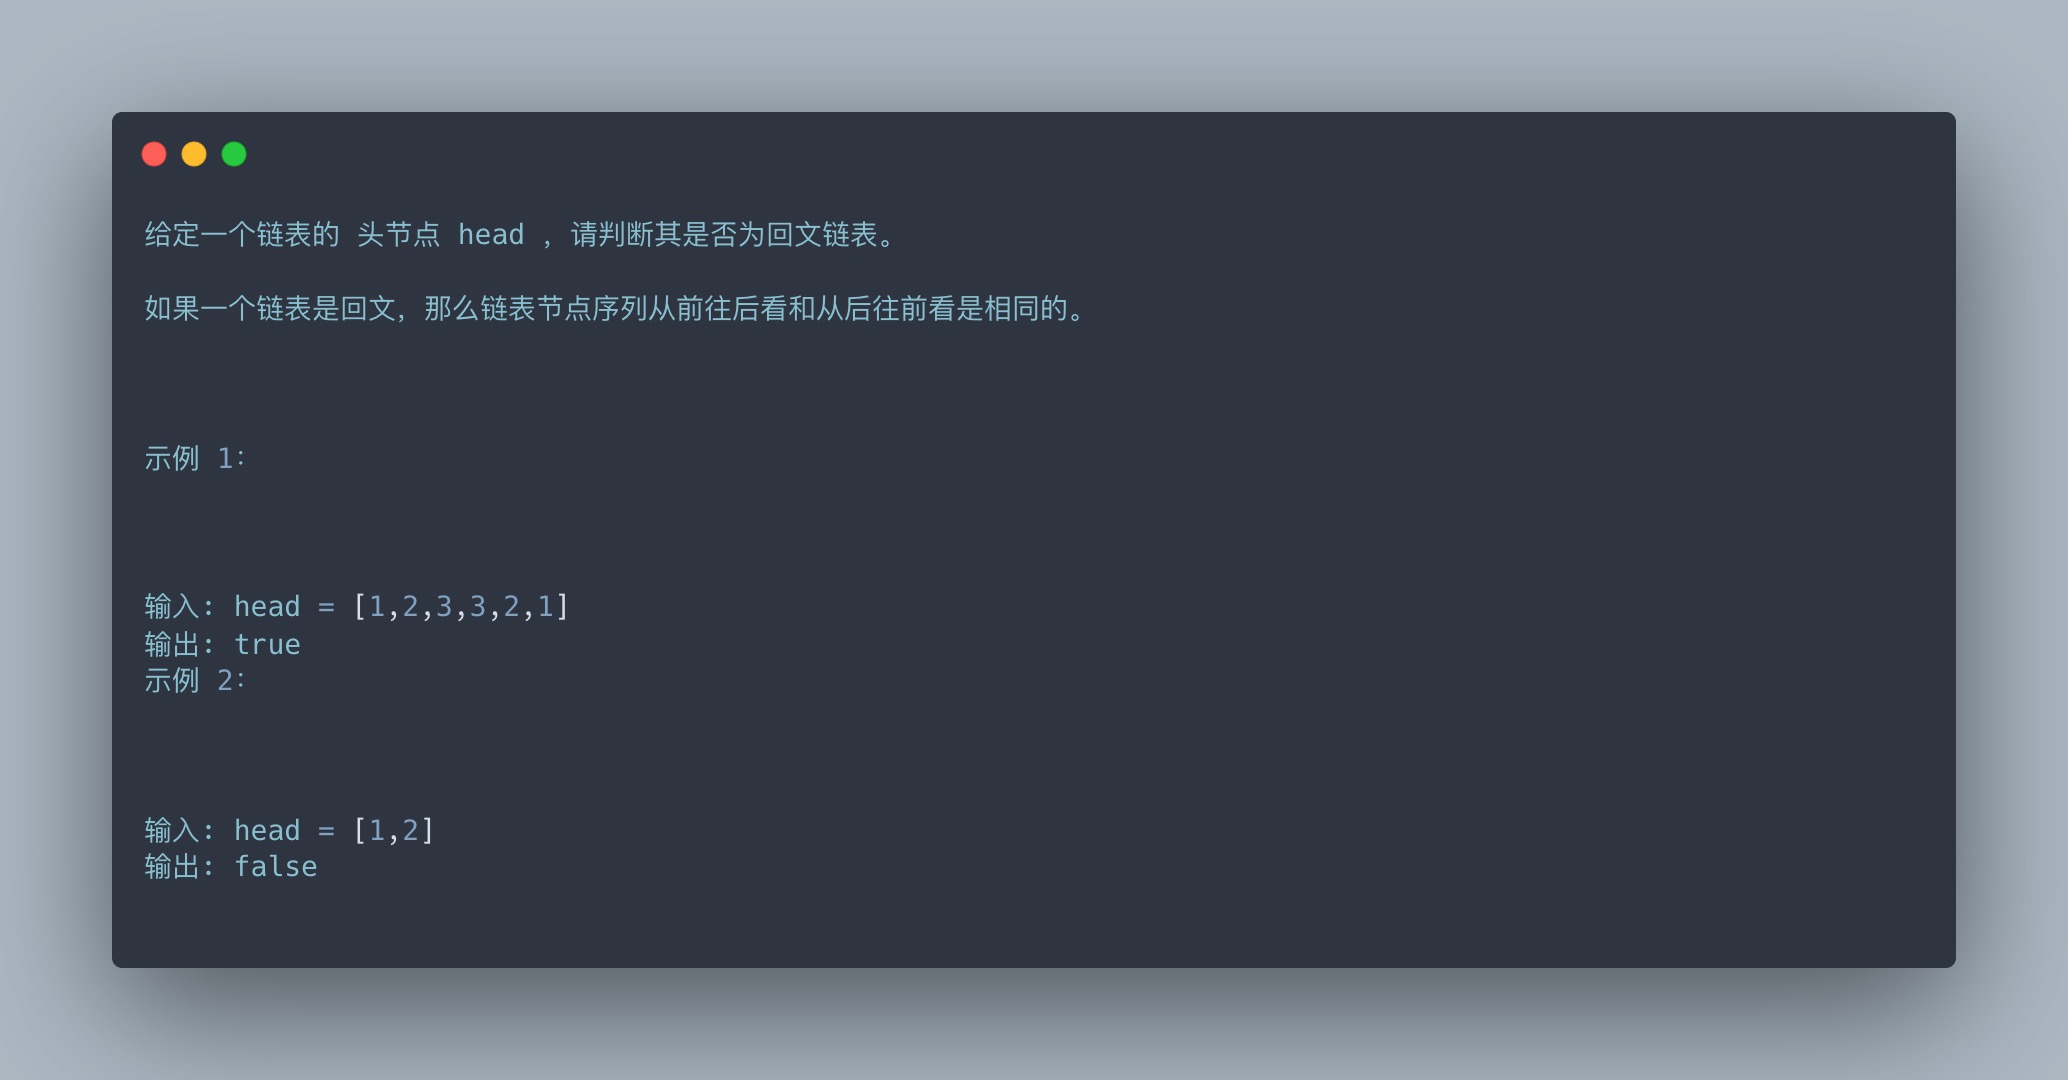 给定一个链表的 头节点 head ，请判断其是否为回文链表。
如果一个链表是回文，那么链表节点序列从前往后看和从后往前看是相同的。
示例 1：
输入: head = [1,2,3,3,2,1]
输出: true
示例 2：
输入: head = [1,2]
输出: false